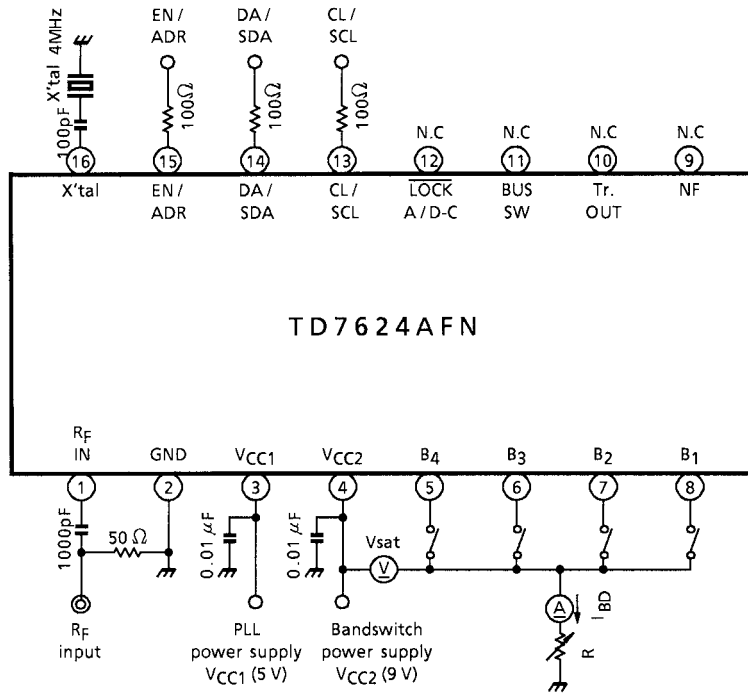 X'tal 4MHz
EN / ADR
DA / SDA
CL / SCL
100pF
100Ω
100Ω
100Ω
N.C
N.C
N.C
N.C
16
15
14
13
12
11
10
9
X'tal
EN / ADR
DA / SDA
CL / SCL
LOCK A / D-C
BUS SW
Tr. OUT
NF
TD7624AFN
RF IN
GND
VCC1
VCC2
B4
B3
B2
B1
1
2
3
4
5
6
7
8
1000pF
50 Ω
0.01 μF
0.01 μF
Vsat
V
A
IBD
R
RF input
PLL power supply VCC1 (5 V)
Bandswitch power supply VCC2 (9 V)